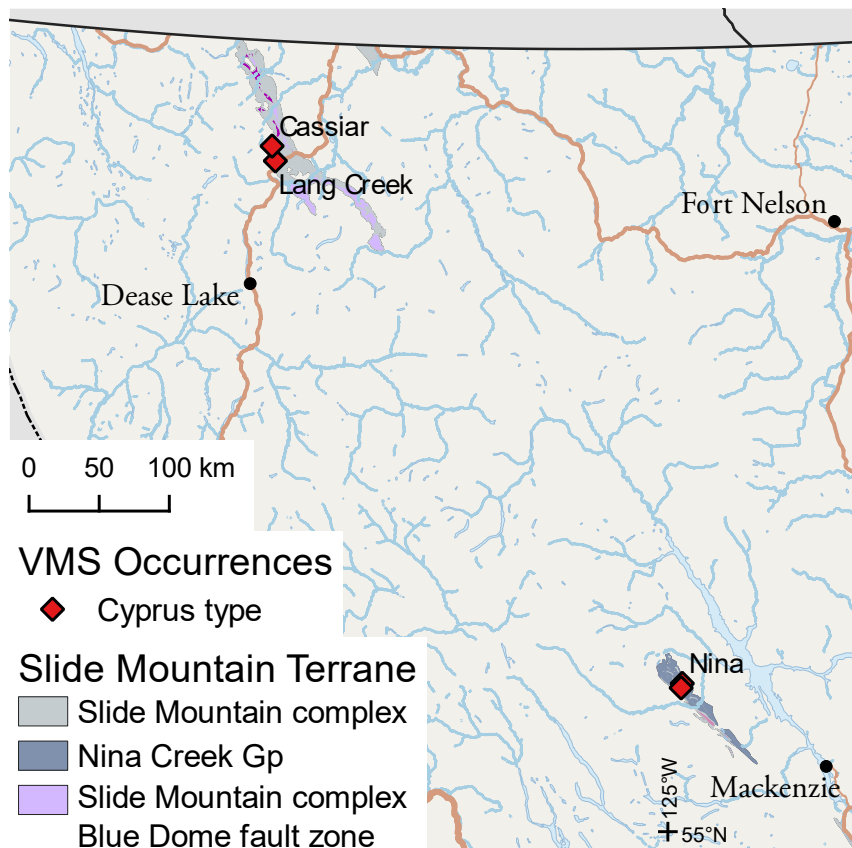 Cassiar
Lang Creek
Fort Nelson
Dease Lake
0 50 100 km
VMS Occurrences
Cyprus type
Slide Mountain Terrane
Slide Mountain complex
Nina Creek Gp
Slide Mountain complex
Blue Dome fault zone
Nina
Mackenzie
125°W
55°N